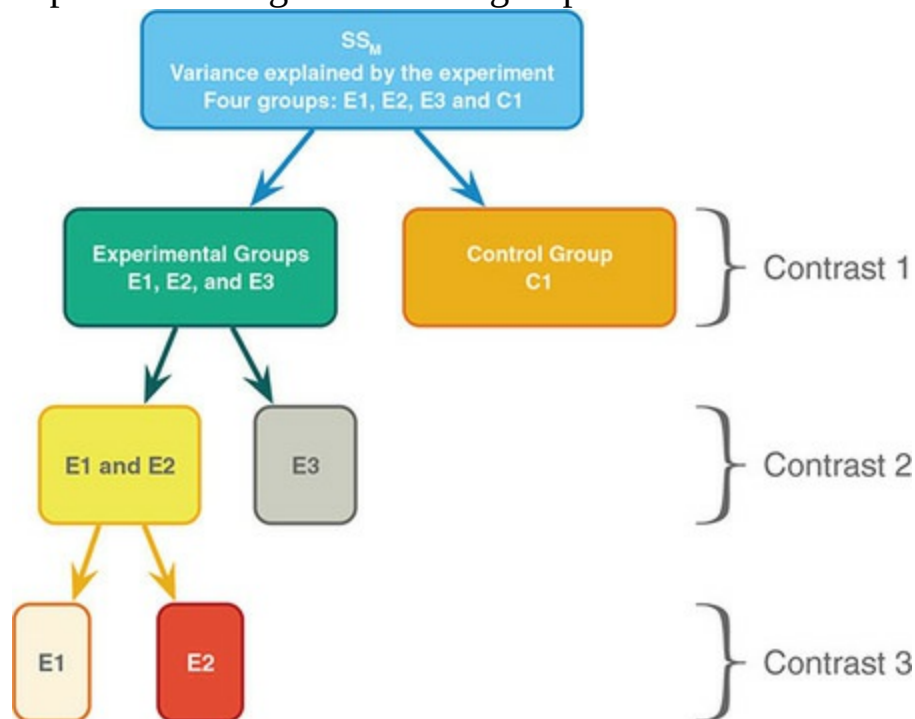 SSM
Variance explained by the experiment
Four groups: E1, E2, E3 and C1
Experimental Groups
E1, E2, and E3
Control Group
C1
Contrast 1
E1 and E2
E3
Contrast 2
E1
E2
Contrast 3